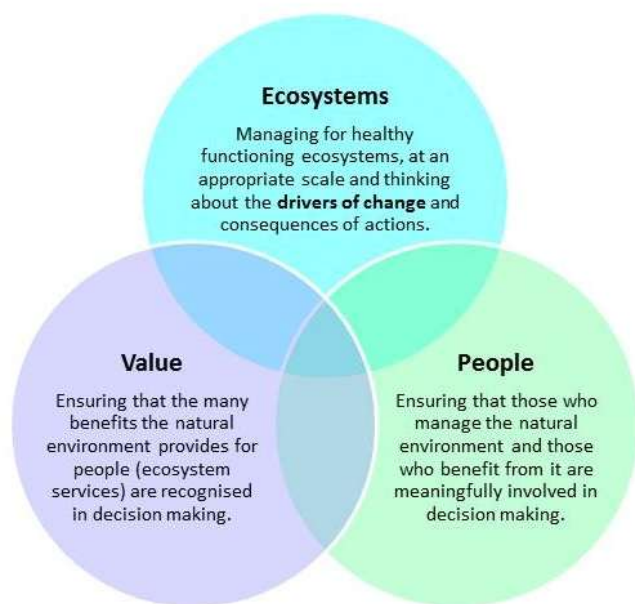 Ecosystems
Managing for healthy
functioning ecosystems, at an
appropriate scale and thinking
about the drivers of change and
consequences of actions.
Value
Ensuring that the many
benefits the natural
environment provides for
people (ecosystem
services) are recognised
in decision making.
People
Ensuring that those who
manage the natural
environment and those
who benefit from it are
meaningfully involved in
decision making.